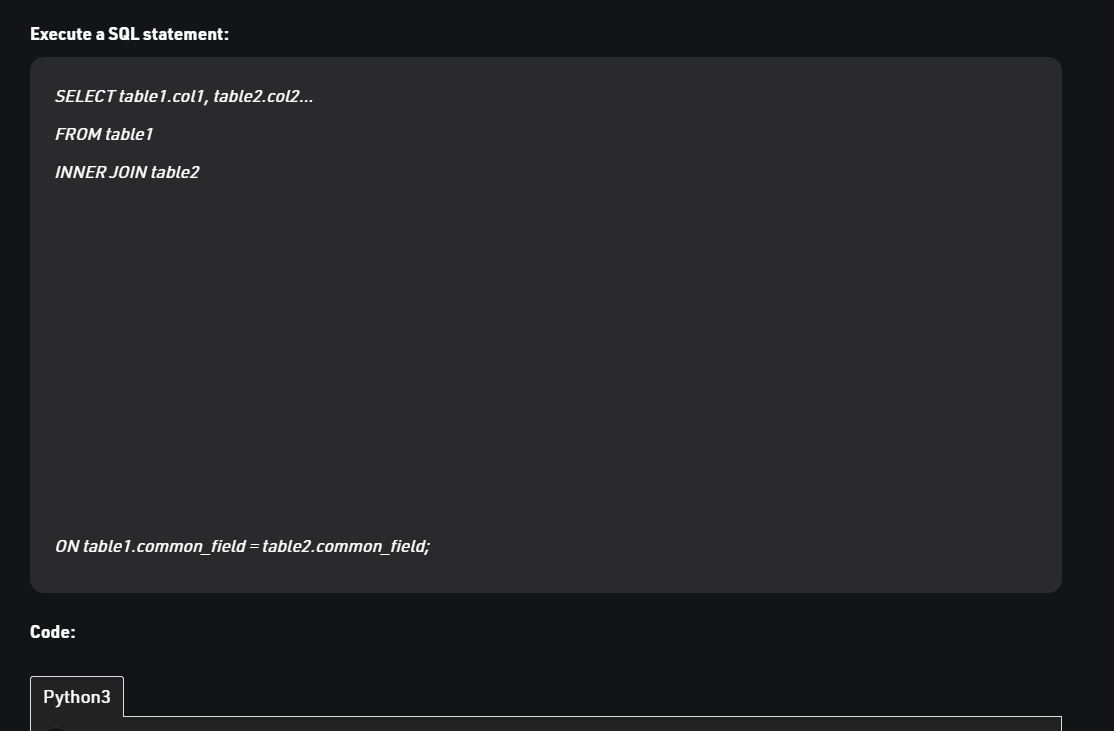 Execute a SQL statement:
SELECT table1.col1, table2.col2…
FROM table1
INNER JOIN table2
ON table1.common_field = table2.common_field;
Code:
Python3